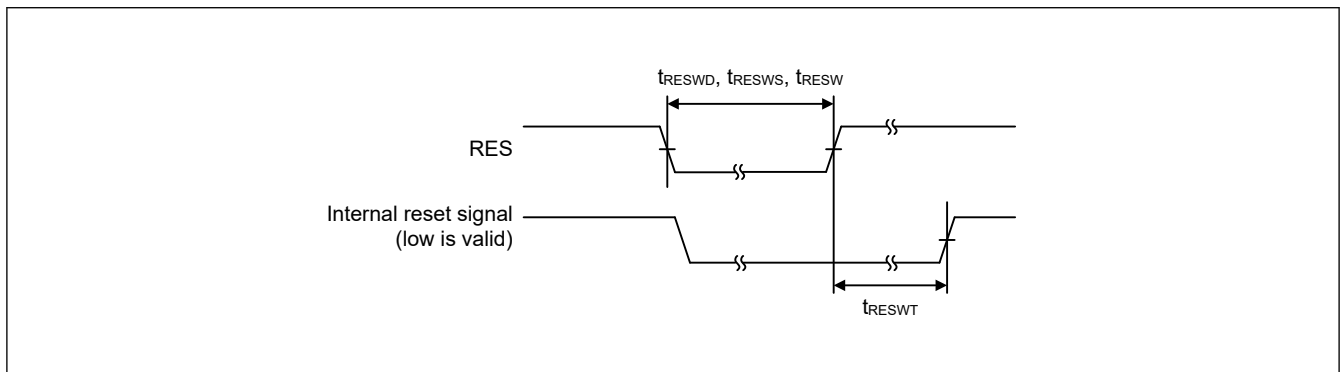 tRESWD, tRESWS, tRESW
RES
Internal reset signal
(low is valid)
tRESWT